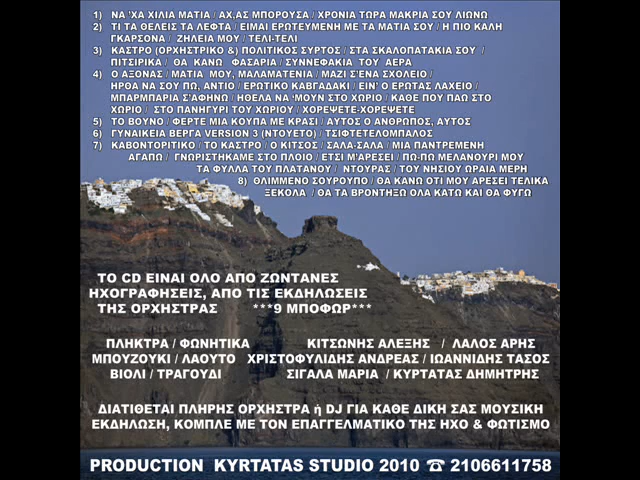 1) ΝΑ 'ΧΑ ΧΙΛΙΑ ΜΑΤΙΑ / ΑΧ,ΑΣ ΜΠΟΡΟΥΣΑ / ΧΡΟΝΙΑ ΤΩΡΑ ΜΑΚΡΙΑ ΣΟΥ ΛΙΩΝΩ
2) ΤΙ ΤΑ ΘΕΛΕΙΣ ΤΑ ΛΕΦΤΑ / ΕΙΜΑΙ ΕΡΩΤΕΥΜΕΝΗ ΜΕ ΤΑ ΜΑΤΙΑ ΣΟΥ / Η ΠΙΟ ΚΑΛΗ
ΓΚΑΡΣΟΝΑ / ΖΗΛΕΙΑ ΜΟΥ / ΤΕΛΙ-ΤΕΛΙ
3) ΚΑΣΤΡΟ (ΟΡΧΗΣΤΡΙΚΟ &) ΠΟΛΙΤΙΚΟΣ ΣΥΡΤΟΣ / ΣΤΑ ΣΚΑΛΟΠΑΤΑΚΙΑ ΣΟΥ /
ΠΙΤΣΙΡΙΚΑ / ΘΑ ΚΑΝΩ ΦΑΣΑΡΙΑ / ΣΥΝΝΕΦΑΚΙΑ ΤΟΥ ΑΕΡΑ
4) Ο ΑΞΟΝΑΣ / ΜΑΤΙΑ ΜΟΥ, ΜΑΛΑΜΑΤΕΝΙΑ / ΜΑΖΙ Σ'ΕΝΑ ΣΧΟΛΕΙΟ /
ΗΡΘΑ ΝΑ ΣΟΥ ΠΩ, ΑΝΤΙΟ / ΕΡΩΤΙΚΟ ΚΑΒΓΑΔΑΚΙ / ΕΙΝ' Ο ΕΡΩΤΑΣ ΛΑΧΕΙΟ /
ΜΠΑΡΜΠΑΡΙΑ Σ'ΑΦΗΝΩ / ΗΘΕΛΑ ΝΑ 'ΜΟΥΝ ΣΤΟ ΧΩΡΙΟ / ΚΑΘΕ ΠΟΥ ΠΑΩ ΣΤΟ
ΧΩΡΙΟ / ΣΤΟ ΠΑΝΗΓΥΡΙ ΤΟΥ ΧΩΡΙΟΥ / ΧΟΡΕΨΕΤΕ-ΧΟΡΕΨΕΤΕ
5) ΤΟ ΒΟΥΝΟ / ΦΕΡΤΕ ΜΙΑ ΚΟΥΠΑ ΜΕ ΚΡΑΣΙ / ΑΥΤΟΣ Ο ΑΝΘΡΩΠΟΣ, ΑΥΤΟΣ
6) ΓΥΝΑΙΚΕΙΑ ΒΕΡΓΑ VERSION 3 (ΝΤΟΥΕΤΟ) / ΤΣΙΦΤΕΤΕΛΟΜΠΑΛΟΣ
7) ΚΑΒΟΝΤΟΡΙΤΙΚΟ / ΤΟ ΚΑΣΤΡΟ / Ο ΚΙΤΣΟΣ / ΣΑΛΑ-ΣΑΛΑ / ΜΙΑ ΠΑΝΤΡΕΜΕΝΗ
ΑΓΑΠΩ / ΓΝΩΡΙΣΤΗΚΑΜΕ ΣΤΟ ΠΛΟΙΟ / ΕΤΣΙ Μ'ΑΡΕΣΕΙ / ΠΩ-ΠΩ ΜΕΛΑΝΟΥΡΙ ΜΟΥ
ΤΑ ΦΥΛΛΑ ΤΟΥ ΠΛΑΤΑΝΟΥ / ΝΤΟΥΡΑΣ / ΤΟΥ ΝΗΣΙΟΥ ΩΡΑΙΑ ΜΕΡΗ
8) ΘΛΙΜΜΕΝΟ ΣΟΥΡΟΥΠΟ / ΘΑ ΚΑΝΩ ΟΤΙ ΜΟΥ ΑΡΕΣΕΙ ΤΕΛΙΚΑ
ΞΕΚΟΛΑ / ΘΑ ΤΑ ΒΡΟΝΤΗΞΩ ΟΛΑ ΚΑΤΩ ΚΑΙ ΘΑ ΦΥΓΩ
ΤΟ CD ΕΙΝΑΙ ΟΛΟ ΑΠΟ ΖΩΝΤΑΝΕΣ
ΗΧΟΓΡΑΦΗΣΕΙΣ, ΑΠΟ ΤΙΣ ΕΚΔΗΛΩΣΕΙΣ
ΤΗΣ ΟΡΧΗΣΤΡΑΣ ***9 ΜΠΟΦΩΡ***
ΠΛΗΚΤΡΑ / ΦΩΝΗΤΙΚΑ ΚΙΤΣΩΝΗΣ ΑΛΕΞΗΣ / ΛΑΛΟΣ ΑΡΗΣ
ΜΠΟΥΖΟΥΚΙ / ΛΑΟΥΤΟ ΧΡΙΣΤΟΦΥΛΙΔΗΣ ΑΝΔΡΕΑΣ / ΙΩΑΝΝΙΔΗΣ ΤΑΣΟΣ
ΒΙΟΛΙ / ΤΡΑΓΟΥΔΙ ΣΙΓΑΛΑ ΜΑΡΙΑ / ΚΥΡΤΑΤΑΣ ΔΗΜΗΤΡΗΣ
ΔΙΑΤΙΘΕΤΑΙ ΠΛΗΡΗΣ ΟΡΧΗΣΤΡΑ ή DJ ΓΙΑ ΚΑΘΕ ΔΙΚΗ ΣΑΣ ΜΟΥΣΙΚΗ
ΕΚΔΗΛΩΣΗ, ΚΟΜΠΛΕ ΜΕ ΤΟΝ ΕΠΑΓΓΕΛΜΑΤΙΚΟ ΤΗΣ ΗΧΟ & ΦΩΤΙΣΜΟ
PRODUCTION KYRTATAS STUDIO 2010 ☎ 2106611758